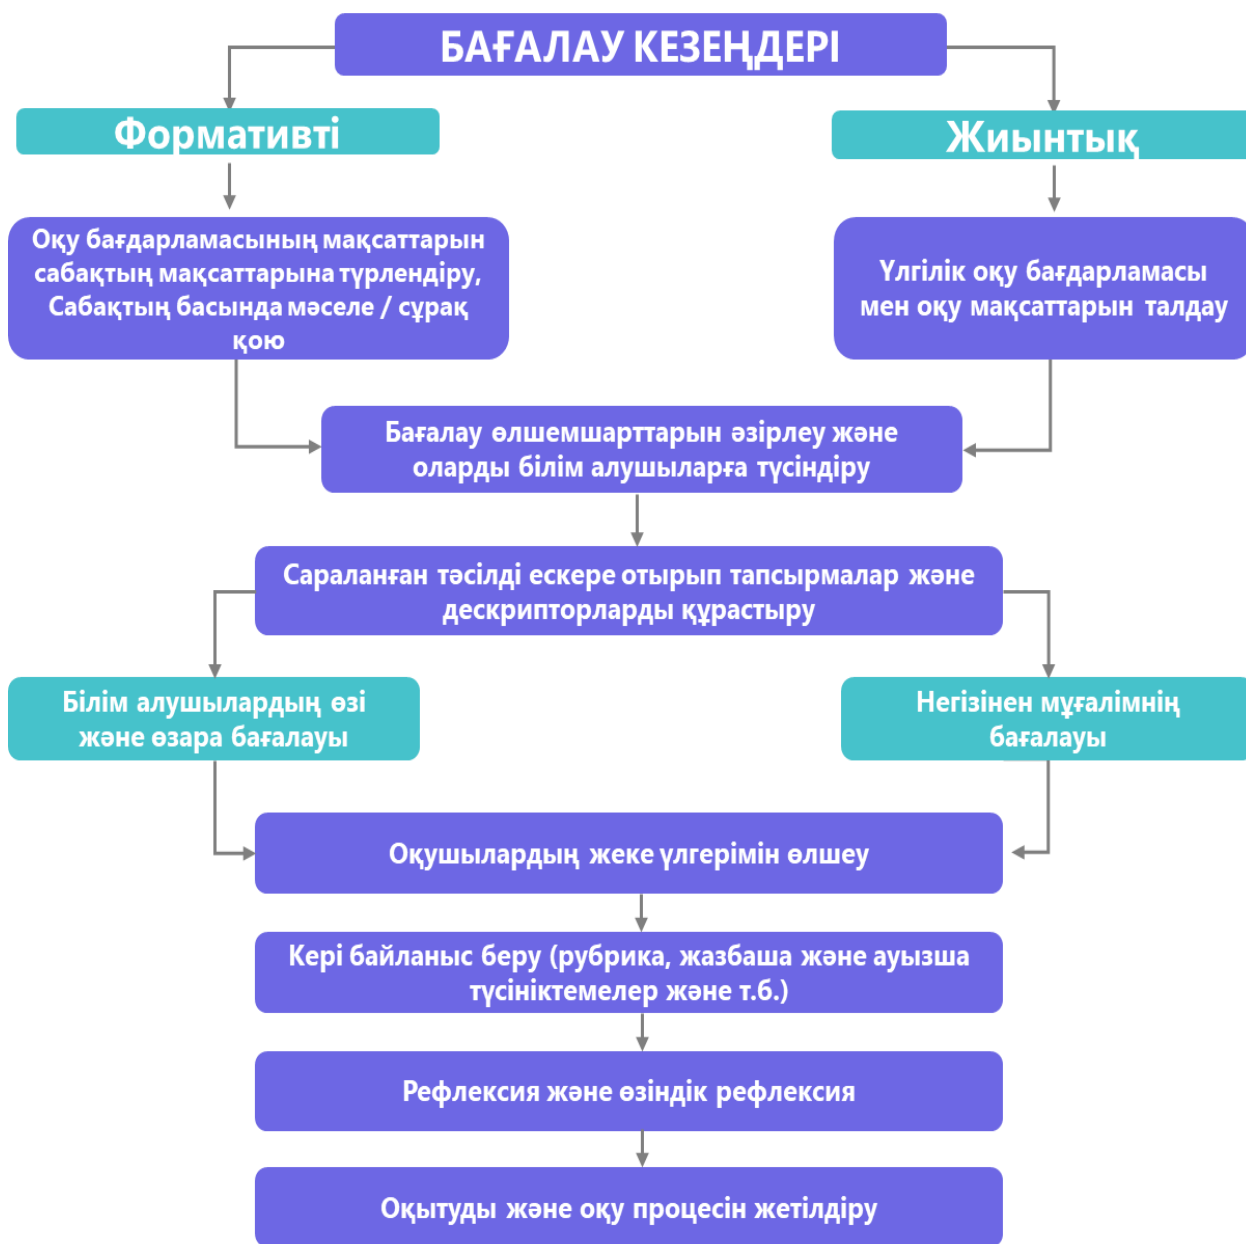 БАҒАЛАУ КЕЗЕҢДЕРІ
Формативті
Жиынтық
Оқу бағдарламасының мақсаттарын
сабақтың мақсаттарына түрлендіру,
Сабақтың басында мәселе / сұрақ
қою
Үлгілік оқу бағдарламасы
мен оқу мақсаттарын талдау
Бағалау өлшемшарттарын әзірлеу және
оларды білім алушыларға түсіндіру
Сараланған тәсілді ескере отырып тапсырмалар және
дескрипторларды құрастыру
Білім алушылардың өзі
және өзара бағалауы
Негізінен мұғалімнің
бағалауы
Оқушылардың жеке үлгерімін өлшеу
Кері байланыс беру (рубрика, жазбаша және ауызша
түсініктемелер және т.б.)
Рефлексия және өзіндік рефлексия
Оқытуды және оқу процесін жетілдіру